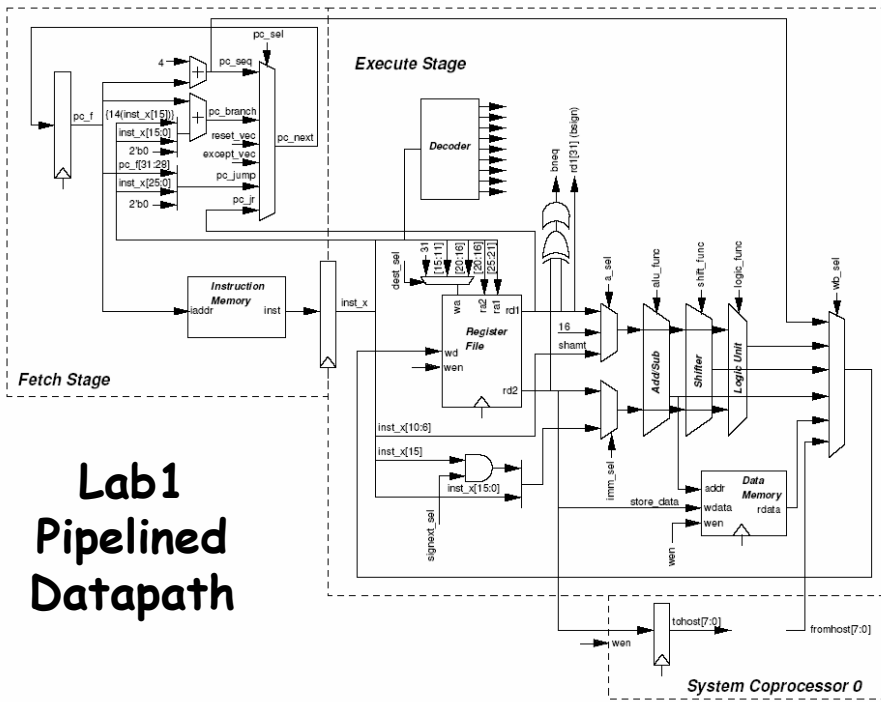 pc_sel
4
+
pc_seq
Execute Stage
pc_f
{14(inst_x[15])}
+
pc_branch
inst_x[15:0]
2'b0
reset_vec
pc_next
except_vec
pc_f[31:28]
inst_x[25:0]
pc_jump
2'b0
pc_jr
Decoder
bneq
rd1[31] (bsign)
dest_sel
31
[15:11]
[20:16]
[20:16]
[25:21]
a_sel
alu_func
shift_func
logic_func
wb_sel
Instruction
Memory
iaddr
inst
inst_x
wa
ra2
ra1
rd1
Register
File
wd
wen
rd2
16
shamt
Add/Sub
Shifter
Logic Unit
Fetch Stage
inst_x[10:6]
inst_x[15]
inst_x[15:0]
signext_sel
imm_sel
store_data
addr
Data
Memory
wdata
rdata
wen
wen
Lab1
Pipelined
Datapath
tohost[7:0]
fromhost[7:0]
wen
System Coprocessor 0